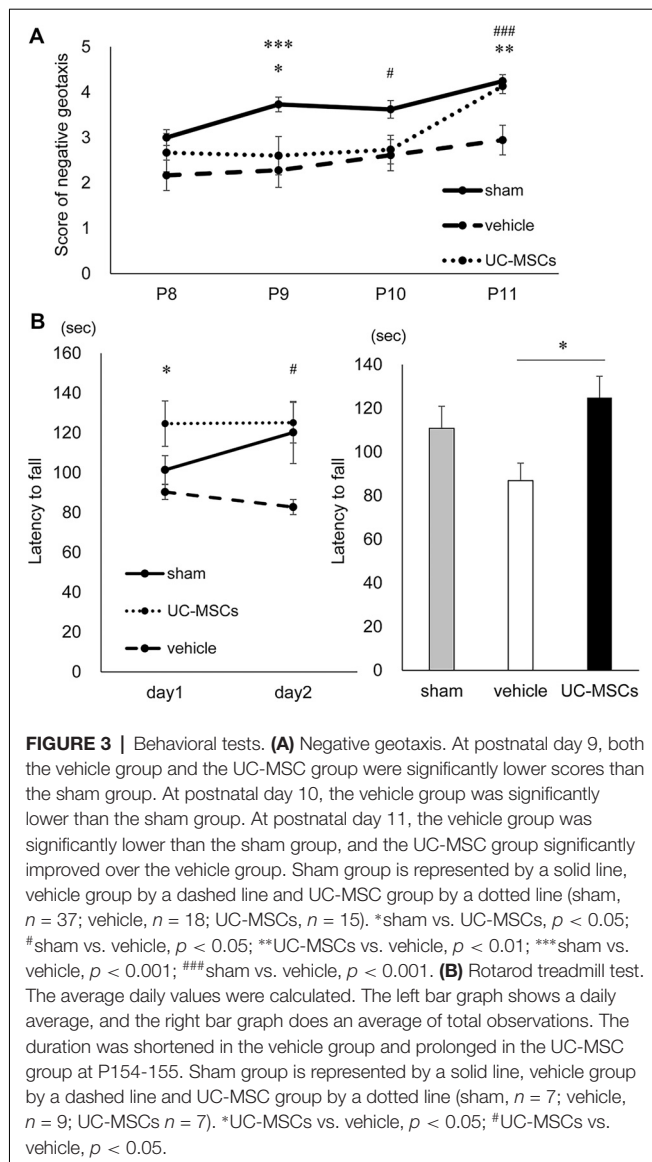 A
Score of negative geotaxis
5
4
3
2
1
0
***
*
#
###
**
sham
vehicle
UC-MSCs
P8 P9 P10 P11
B
(sec)
Latency to fall
160
140
120
100
80
60
40
20
0
*
#
sham
UC-MSCs
vehicle
day1 day2
(sec)
Latency to fall
140
120
100
80
60
40
20
0
*
sham vehicle UC-MSCs
FIGURE 3 | Behavioral tests. (A) Negative geotaxis. At postnatal day 9, both
the vehicle group and the UC-MSC group were significantly lower scores than
the sham group. At postnatal day 10, the vehicle group was significantly
lower than the sham group. At postnatal day 11, the vehicle group was
significantly lower than the sham group, and the UC-MSC group significantly
improved over the vehicle group. Sham group is represented by a solid line,
vehicle group by a dashed line and UC-MSC group by a dotted line (sham,
n = 37; vehicle, n = 18; UC-MSCs, n = 15). *sham vs. UC-MSCs, p < 0.05;
#sham vs. vehicle, p < 0.05; **UC-MSCs vs. vehicle, p < 0.01; ***sham vs.
vehicle, p < 0.001; ###sham vs. vehicle, p < 0.001. (B) Rotarod treadmill test.
The average daily values were calculated. The left bar graph shows a daily
average, and the right bar graph does an average of total observations. The
duration was shortened in the vehicle group and prolonged in the UC-MSC
group at P154-155. Sham group is represented by a solid line, vehicle group
by a dashed line and UC-MSC group by a dotted line (sham, n = 7; vehicle,
n = 9; UC-MSCs n = 7). *UC-MSCs vs. vehicle, p < 0.05; #UC-MSCs vs.
vehicle, p < 0.05.